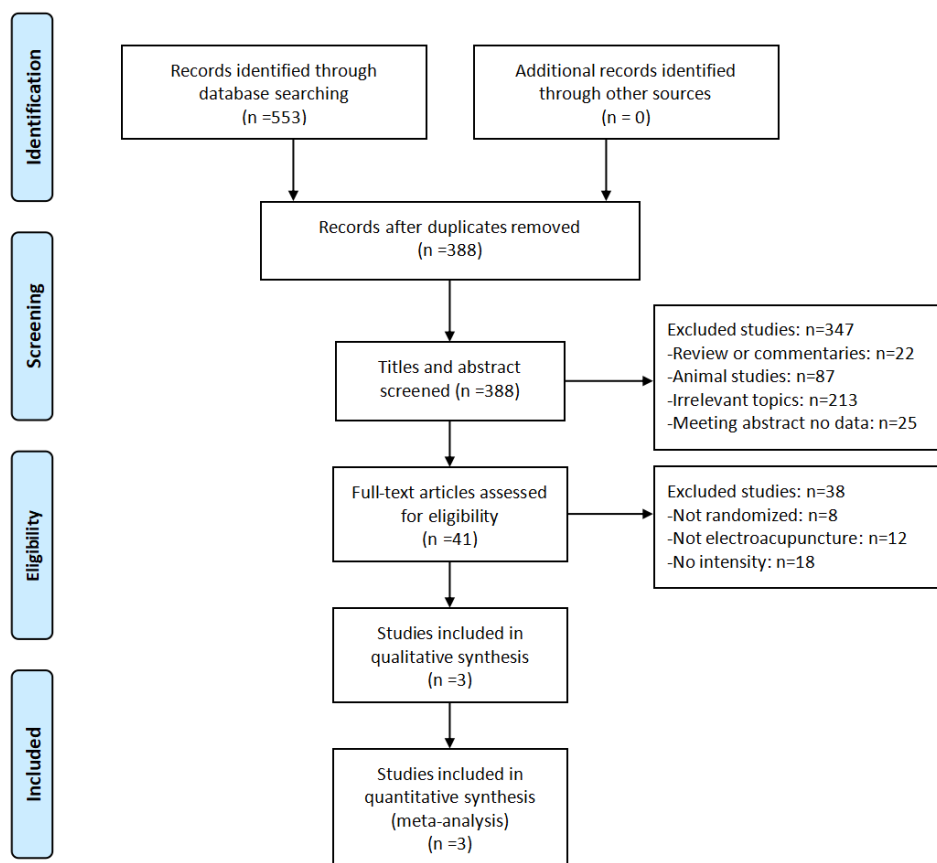 Identification
Records identified through
database searching
(n =553)
Additional records identified
through other sources
(n = 0)
Records after duplicates removed
(n =388)
Screening
Titles and abstract
screened (n =388)
Excluded studies: n=347
-Review or commentaries: n=22
-Animal studies: n=87
-Irrelevant topics: n=213
-Meeting abstract no data: n=25
Eligibility
Full-text articles assessed
for eligibility
(n =41)
Excluded studies: n=38
-Not randomized: n=8
-Not electroacupuncture: n=12
-No intensity: n=18
Studies included in
qualitative synthesis
(n =3)
Included
Studies included in
quantitative synthesis
(meta-analysis)
(n =3)